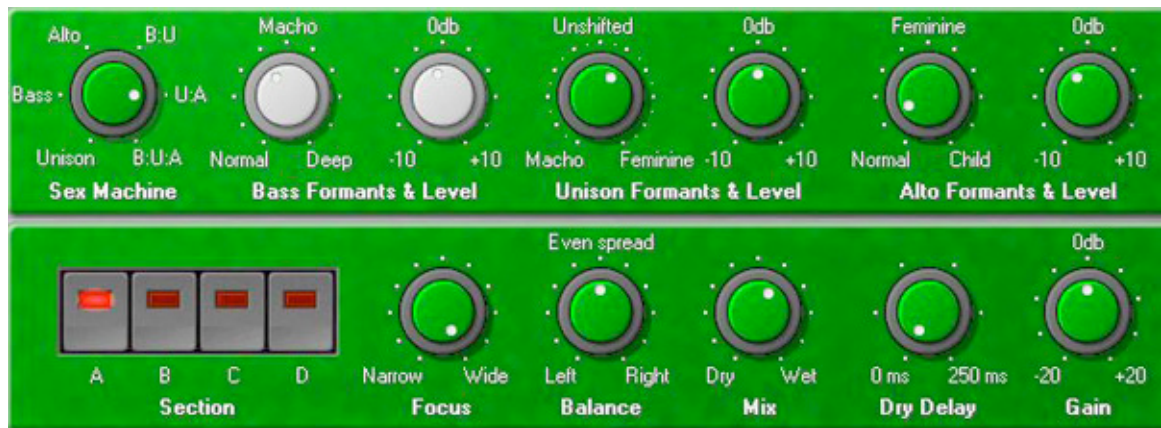 Alto B:U Macho 0db Unshifted 0db Feminine 0db
Bass U:A
Unison B:U:A Normal Deep -10 +10 Macho Feminine -10 +10 Normal Child -10 +10
Sex Machine Bass Formants & Level Unison Formants & Level Alto Formants & Level
Even spread 0db
A B C D Narrow Wide Left Right Dry Wet 0 ms 250 ms -20 +20
Section Focus Balance Mix Dry Delay Gain